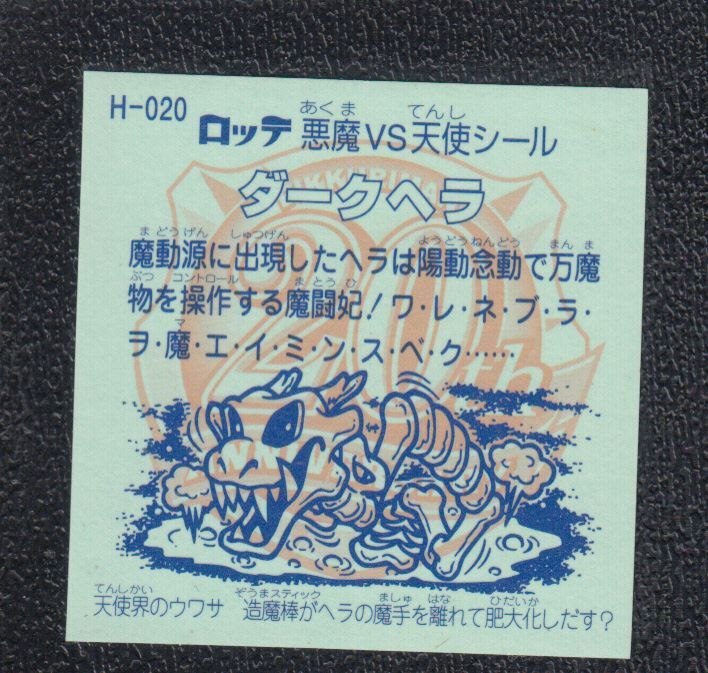 H-020
ロッテ 悪魔VS天使シール
あくま てんし
ダークヘラ
まどうげん しゅつげん ようどうねんどう まんま
魔動源に出現したヘラは陽動念動で万魔
ぶつ コントロール まとうひ
物を操作する魔闘妃!ワ・レ・ネ・ブ・ラ・
マ
ヲ・魔・エ・イ・ミ・ン・ス・ベ・ク……
20th
てんしかい ぞうまスティック ましゅ はな ひだいか
天使界のウワサ 造魔棒がヘラの魔手を離れて肥大化しだす?